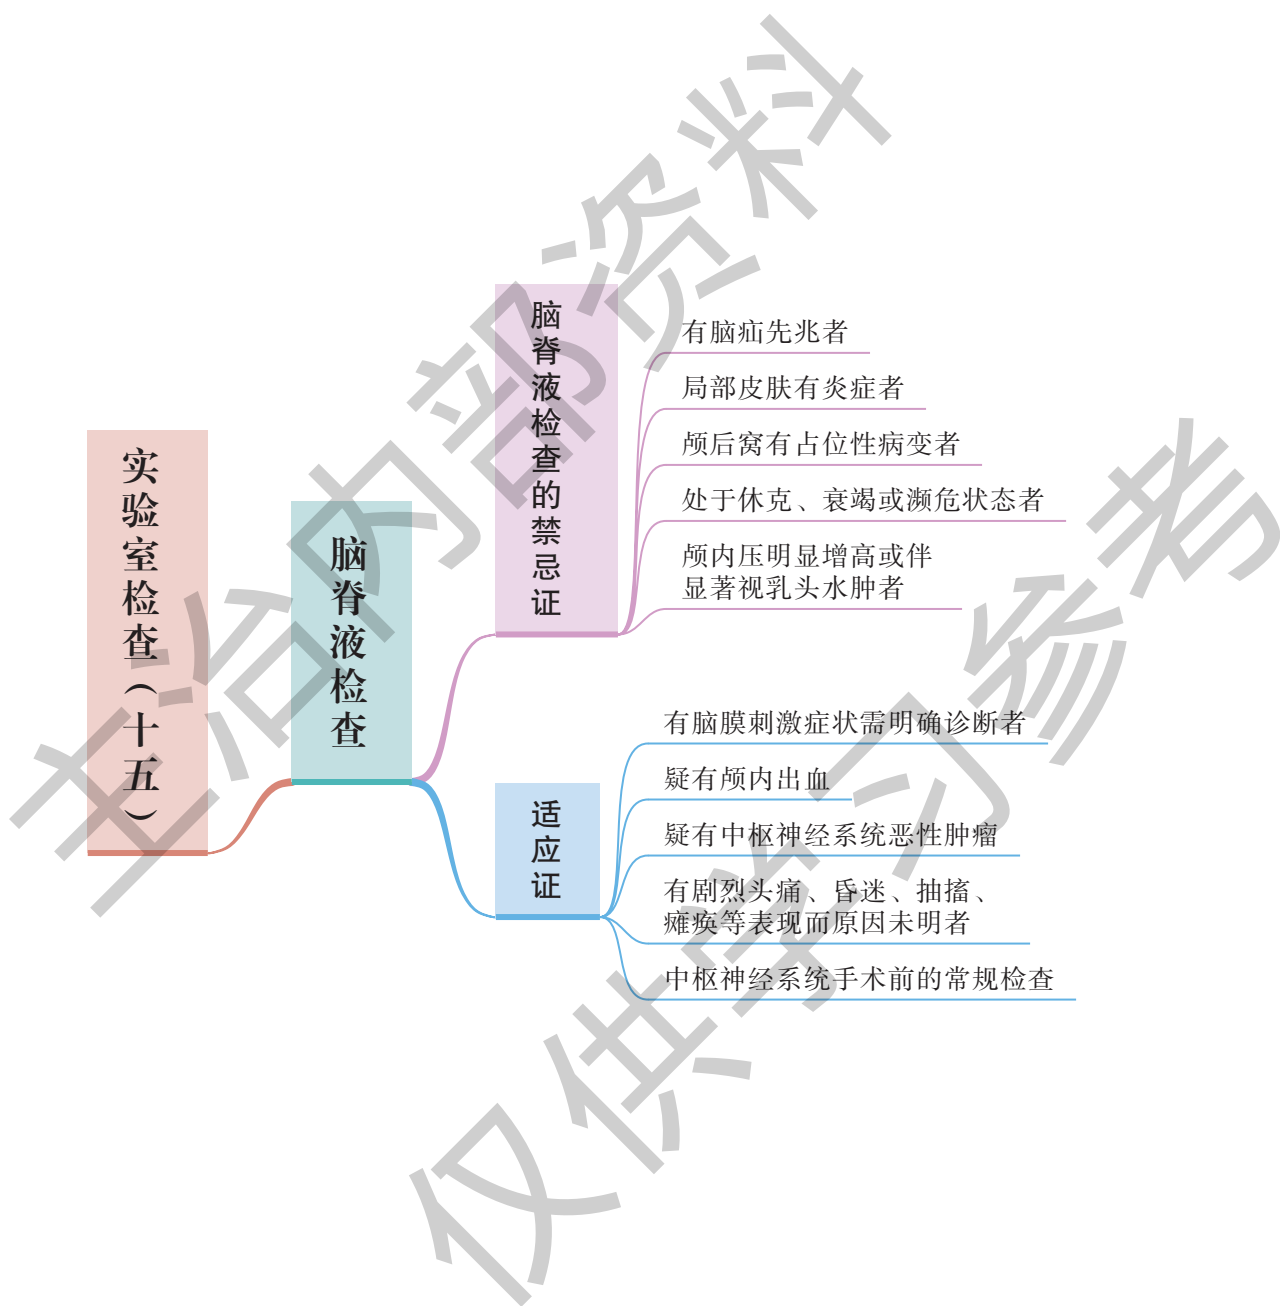 实验室检查（十五）
脑脊液检查
脑脊液检查的禁忌证
有脑疝先兆者
局部皮肤有炎症者
颅后窝有占位性病变者
处于休克、衰竭或濒危状态者
颅内压明显增高或伴
显著视乳头水肿者
适应证
有脑膜刺激症状需明确诊断者
疑有颅内出血
疑有中枢神经系统恶性肿瘤
有剧烈头痛、昏迷、抽搐、
瘫痪等表现而原因未明者
中枢神经系统手术前的常规检查
主治内部资料
仅供学习参考